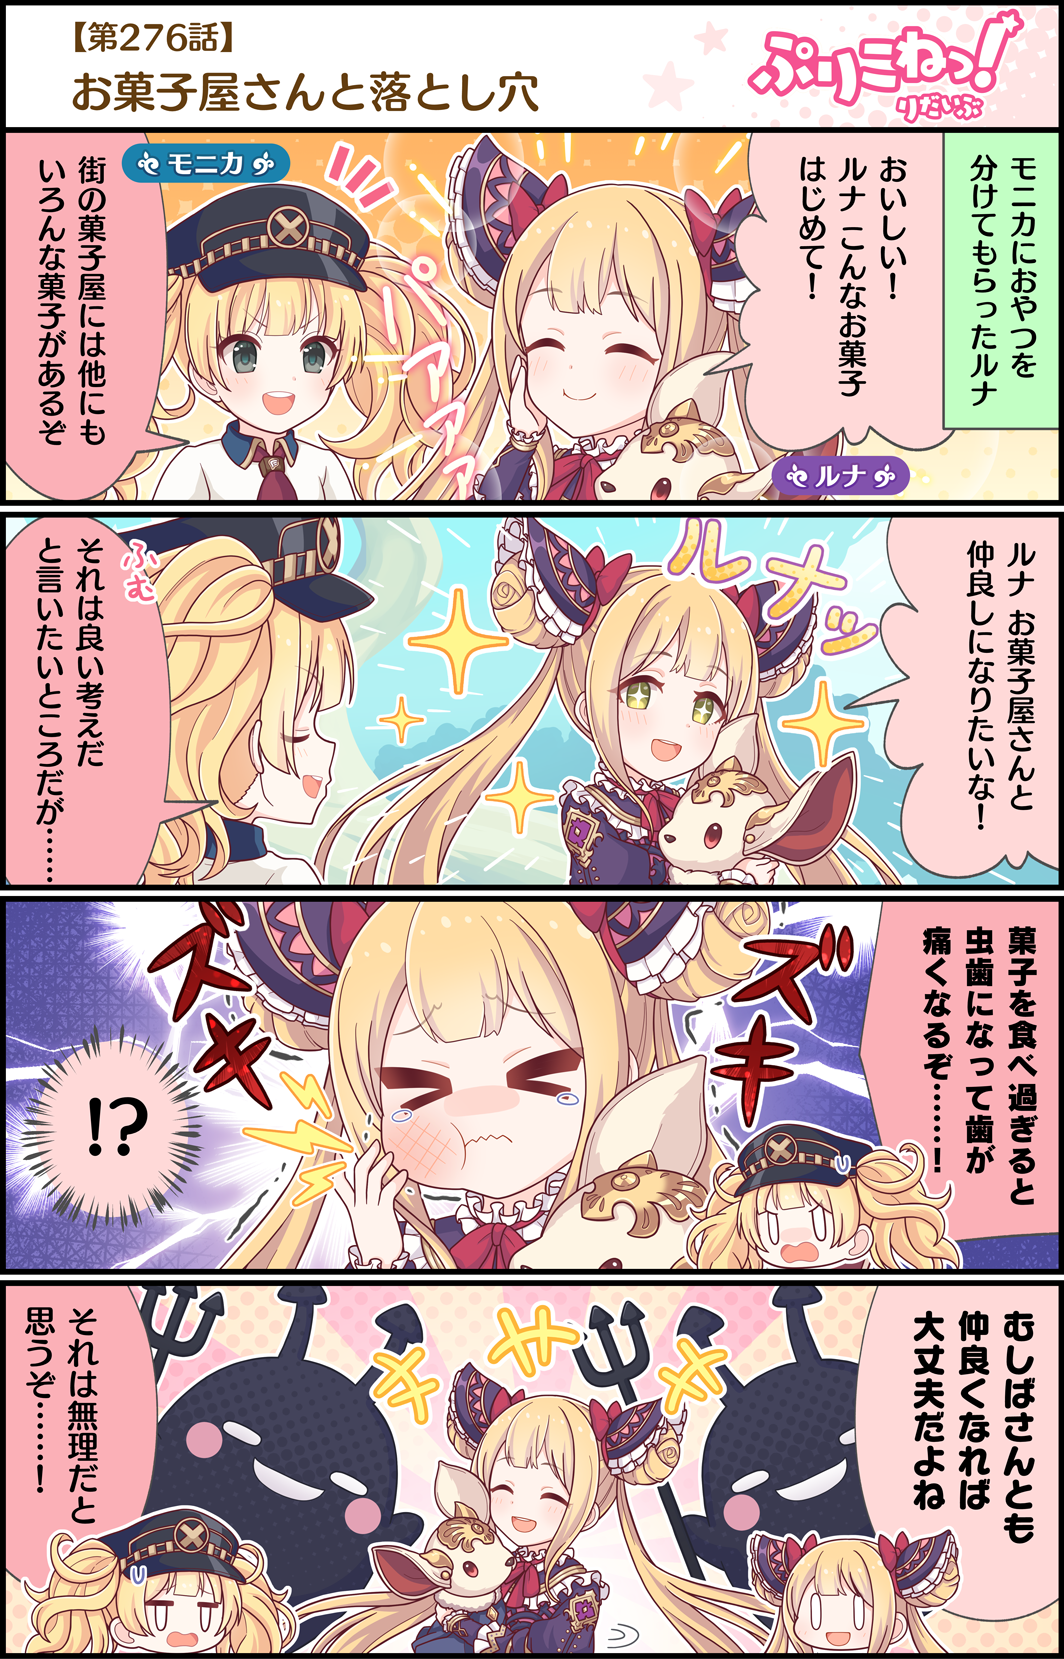 【第276話】
お菓子屋さんと落とし穴
ぷりこねっ!
りだいぶ
モニカにおやつを
分けてもらったルナ
おいしい!
ルナ こんなお菓子
はじめて!
ルナ
パァァァァ
モニカ
街の菓子屋には他にも
いろんな菓子があるぞ
ルナ お菓子屋さんと
仲良しになりたいな!
ルナッ
ふむ
それは良い考えだ
と言いたいところだが……
菓子を食べ過ぎると
虫歯になって歯が
痛くなるぞ………!
ズキ
ズキ
!?
むしばさんとも
仲良くなれば
大丈夫だよね
それは無理だと
思うぞ………!